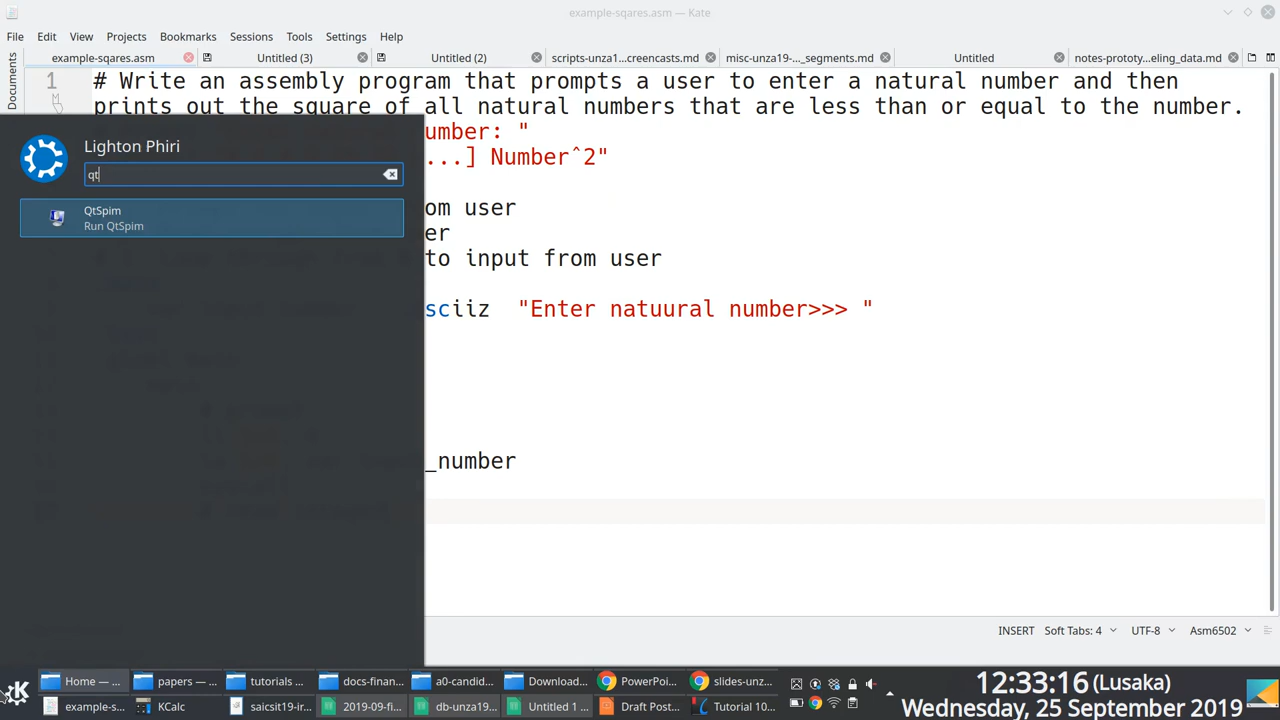 example-sqares.asm — Kate
File Edit View Projects Bookmarks Sessions Tools Settings Help
Documents
example-sqares.asm Untitled (3) Untitled (2) scripts-unza1...creencasts.md misc-unza19-..._segments.md Untitled notes-prototy...eling_data.md
1 # Write an assembly program that prompts a user to enter a natural number and then
prints out the square of all natural numbers that are less than or equal to the number.
umber: "
...] Number^2"
om user
er
to input from user
sciiz "Enter natuural number>>> "
_number
Lighton Phiri
qt
QtSpim
Run QtSpim
INSERT Soft Tabs: 4 UTF-8 Asm6502
Home — ... papers — ... tutorials ... docs-finan... a0-candid... Download... PowerPoi... slides-unz...
example-s... KCalc saicsit19-ir... 2019-09-fi... db-unza19... Untitled 1 ... Draft Post... Tutorial 10...
12:33:16 (Lusaka)
Wednesday, 25 September 2019